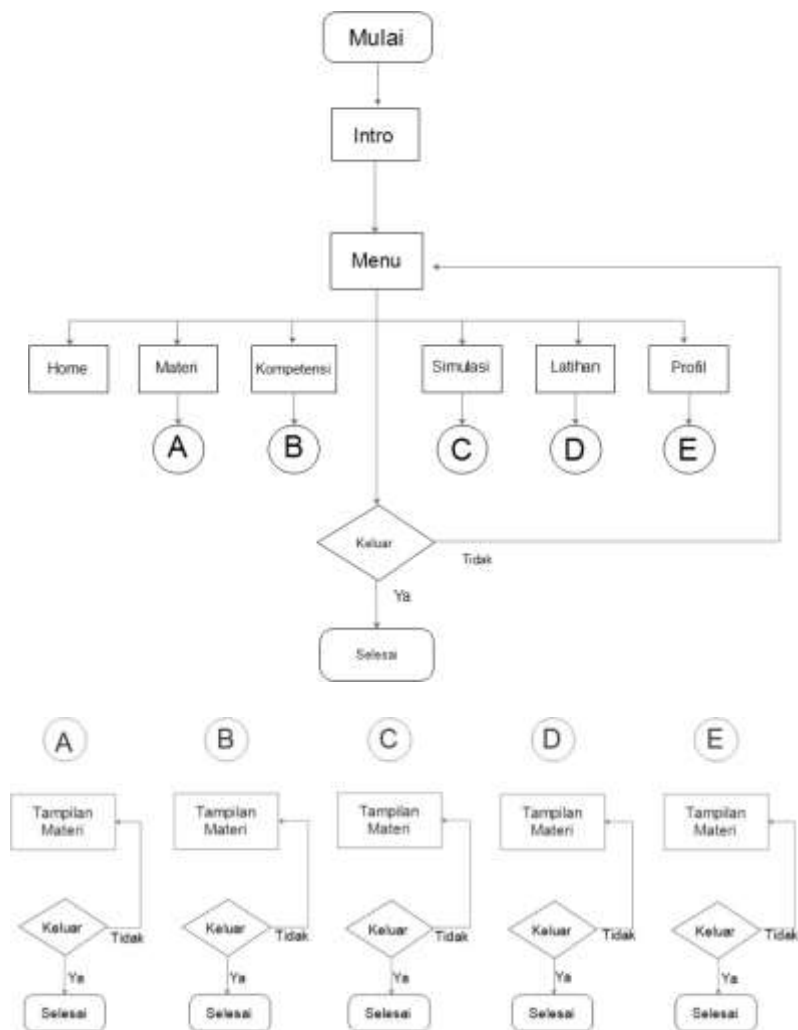 Mulai
Intro
Menu
Home
Materi
Kompetensi
Simulasi
Latihan
Profil
A
B
C
D
E
Keluar
Tidak
Ya
Selesai
A
B
C
D
E
Tampilan
Materi
Tampilan
Materi
Tampilan
Materi
Tampilan
Materi
Tampilan
Materi
Keluar
Tidak
Keluar
Tidak
Keluar
Tidak
Keluar
Tidak
Keluar
Tidak
Ya
Ya
Ya
Ya
Ya
Selesai
Selesai
Selesai
Selesai
Selesai